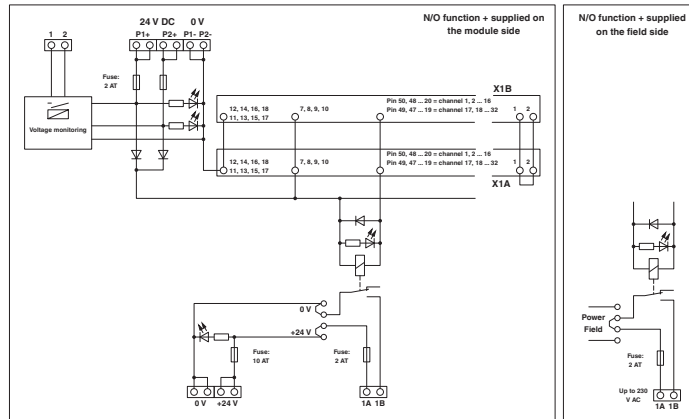 24 V DC 0 V
1 2 P1+ P2+ P1- P2-
Fuse:
2 AT
Voltage monitoring
N/O function + supplied on
the module side
X1B
12, 14, 16, 18
11, 13, 15, 17
7, 8, 9, 10
Pin 50, 48 ... 20 = channel 1, 2 ... 16
Pin 49, 47 ... 19 = channel 17, 18 ... 32
1 2
12, 14, 16, 18
11, 13, 15, 17
7, 8, 9, 10
Pin 50, 48 ... 20 = channel 1, 2 ... 16
Pin 49, 47 ... 19 = channel 17, 18 ... 32
1 2
X1A
0 V
+24 V
Fuse:
10 AT
Fuse:
2 AT
0 V +24 V
1A 1B
N/O function + supplied
on the field side
Power
Field
Fuse:
2 AT
Up to 230
V AC
1A 1B